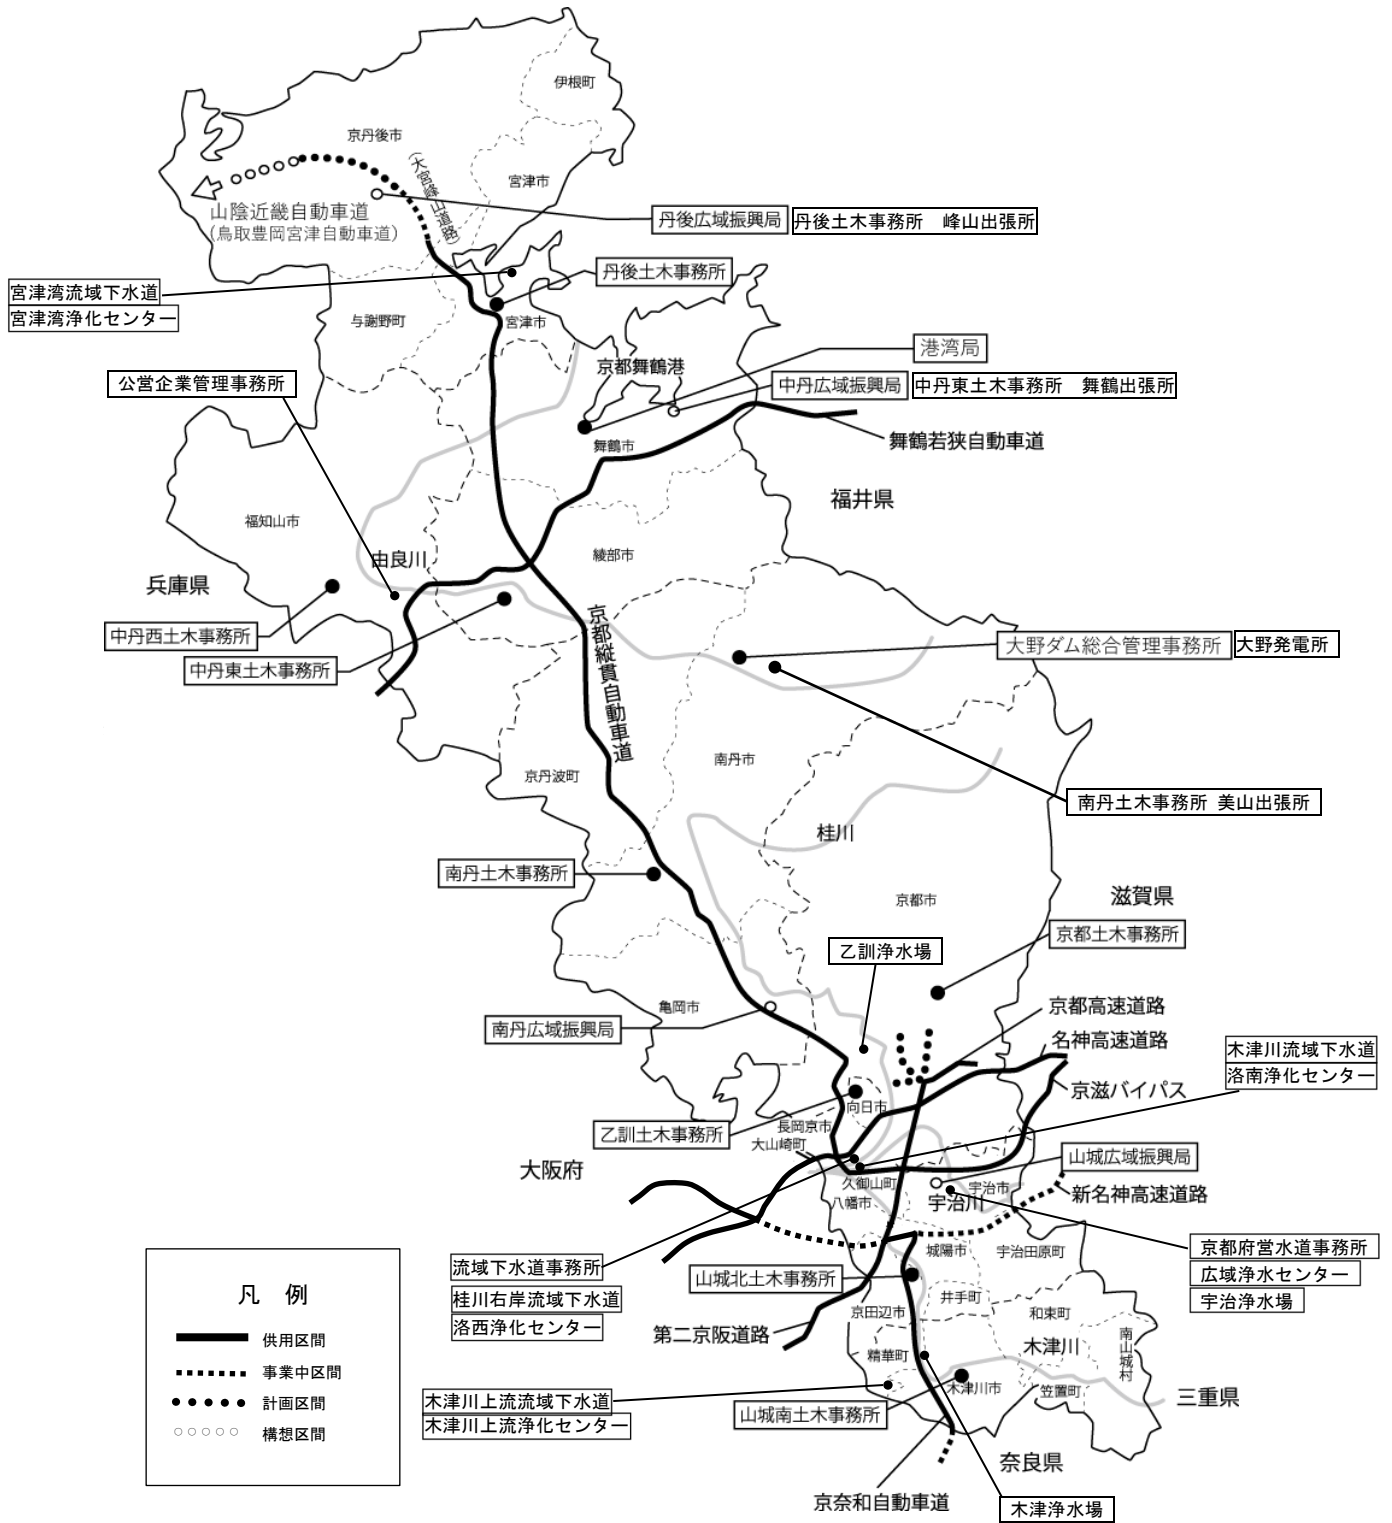 伊根町
京丹後市
(大宮峰山道路)
宮津市
山陰近畿自動車道
(鳥取豊岡宮津自動車道)
丹後広域振興局
丹後土木事務所　峰山出張所
丹後土木事務所
宮津湾流域下水道
宮津湾浄化センター
与謝野町
宮津市
港湾局
京都舞鶴港
公営企業管理事務所
中丹広域振興局
中丹東土木事務所　舞鶴出張所
舞鶴市
舞鶴若狭自動車道
福井県
福知山市
由良川
綾部市
兵庫県
中丹西土木事務所
中丹東土木事務所
京都縦貫自動車道
大野ダム総合管理事務所
大野発電所
南丹市
京丹波町
南丹土木事務所 美山出張所
桂川
南丹土木事務所
京都市
滋賀県
京都土木事務所
乙訓浄水場
亀岡市
南丹広域振興局
京都高速道路
名神高速道路
木津川流域下水道
洛南浄化センター
京滋バイパス
向日市
長岡京市
乙訓土木事務所
大山崎町
山城広域振興局
大阪府
久御山町
宇治市
新名神高速道路
八幡市
宇治川
城陽市
宇治田原町
京都府営水道事務所
広域浄水センター
宇治浄水場
流域下水道事務所
桂川右岸流域下水道
洛西浄化センター
山城北土木事務所
井手町
京田辺市
和束町
第二京阪道路
木津川
南山城村
精華町
木津川市
笠置町
三重県
木津川上流流域下水道
木津川上流浄化センター
山城南土木事務所
奈良県
京奈和自動車道
木津浄水場
凡　例
供用区間
事業中区間
計画区間
構想区間